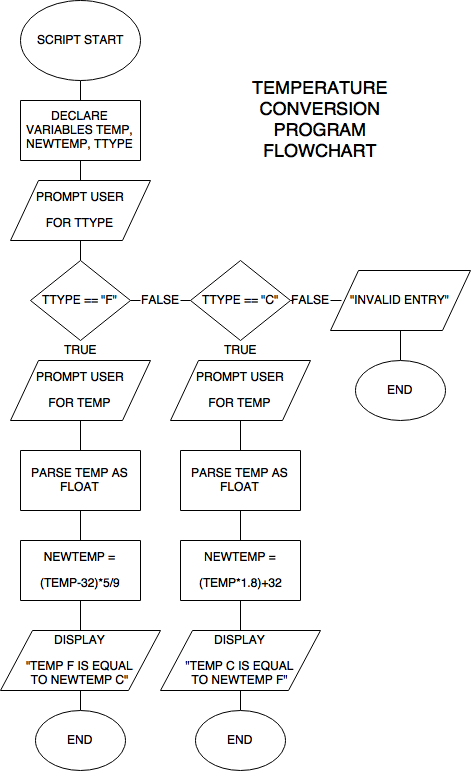 SCRIPT START
TEMPERATURE
CONVERSION
PROGRAM
FLOWCHART
DECLARE
VARIABLES TEMP,
NEWTEMP, TTYPE
PROMPT USER
FOR TTYPE
TTYPE == "F"
FALSE
TTYPE == "C"
FALSE
"INVALID ENTRY"
END
TRUE
PROMPT USER
FOR TEMP
PARSE TEMP AS
FLOAT
NEWTEMP =
(TEMP-32)*5/9
DISPLAY
"TEMP F IS EQUAL
TO NEWTEMP C"
END
TRUE
PROMPT USER
FOR TEMP
PARSE TEMP AS
FLOAT
NEWTEMP =
(TEMP*1.8)+32
DISPLAY
"TEMP C IS EQUAL
TO NEWTEMP F"
END